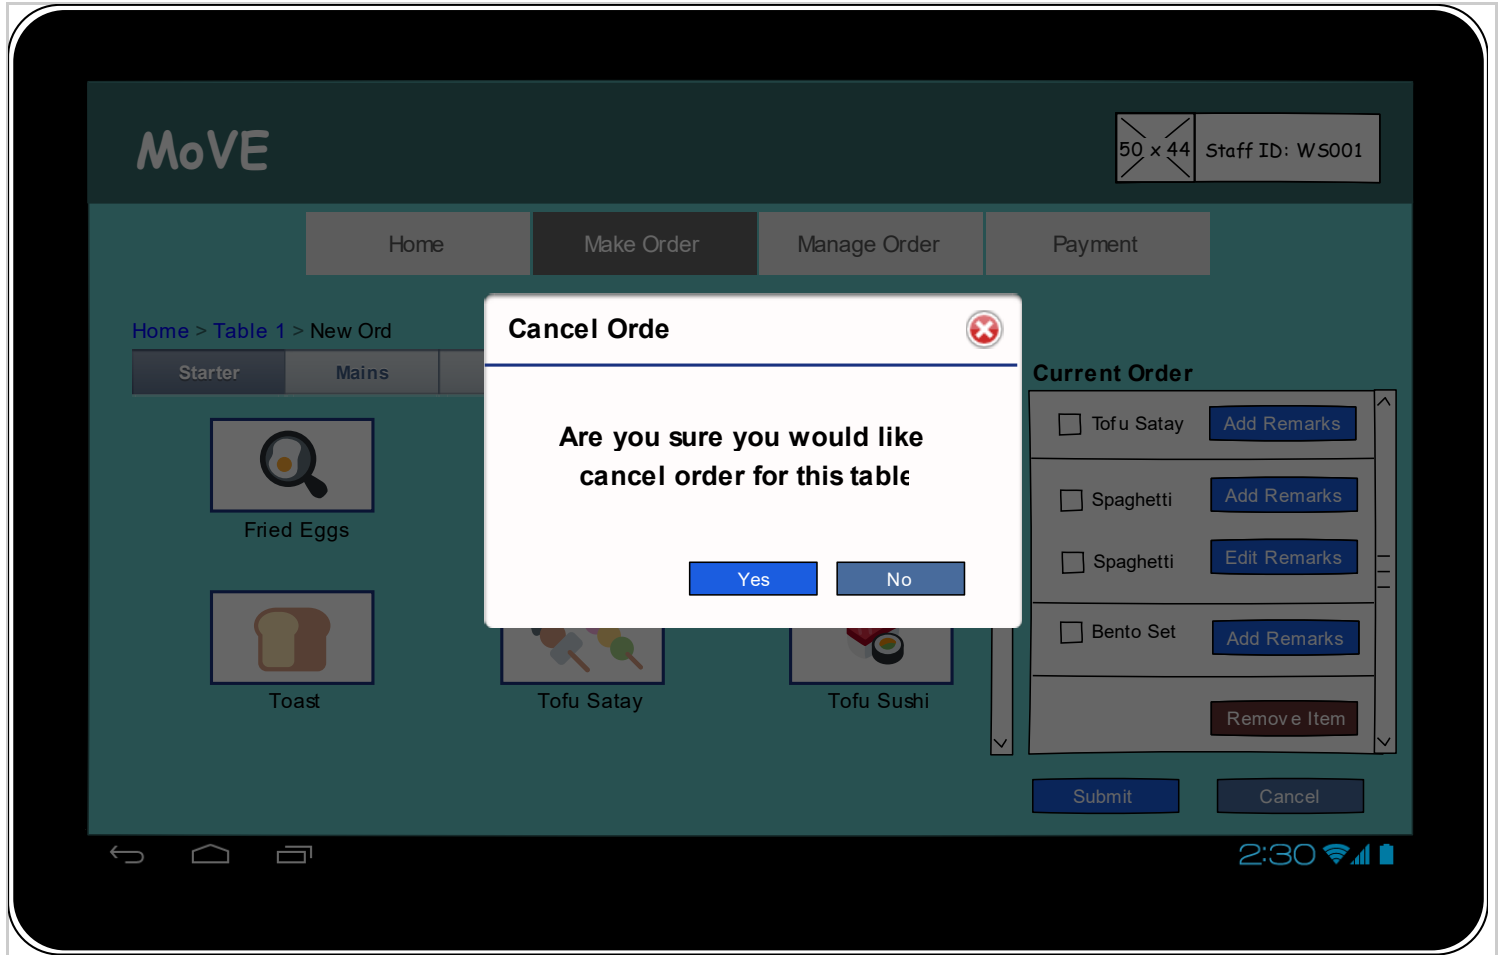 MoVE
50 x 44
Staff ID: WS001
Home
Make Order
Manage Order
Payment
Home > Table 1 > New Ord
Starter
Mains
Cancel Orde
Are you sure you would like
cancel order for this table
Yes
No
Fried Eggs
Toast
Tofu Satay
Tofu Sushi
Current Order
Tofu Satay
Add Remarks
Spaghetti
Add Remarks
Spaghetti
Edit Remarks
Bento Set
Add Remarks
Remove Item
Submit
Cancel
2:30